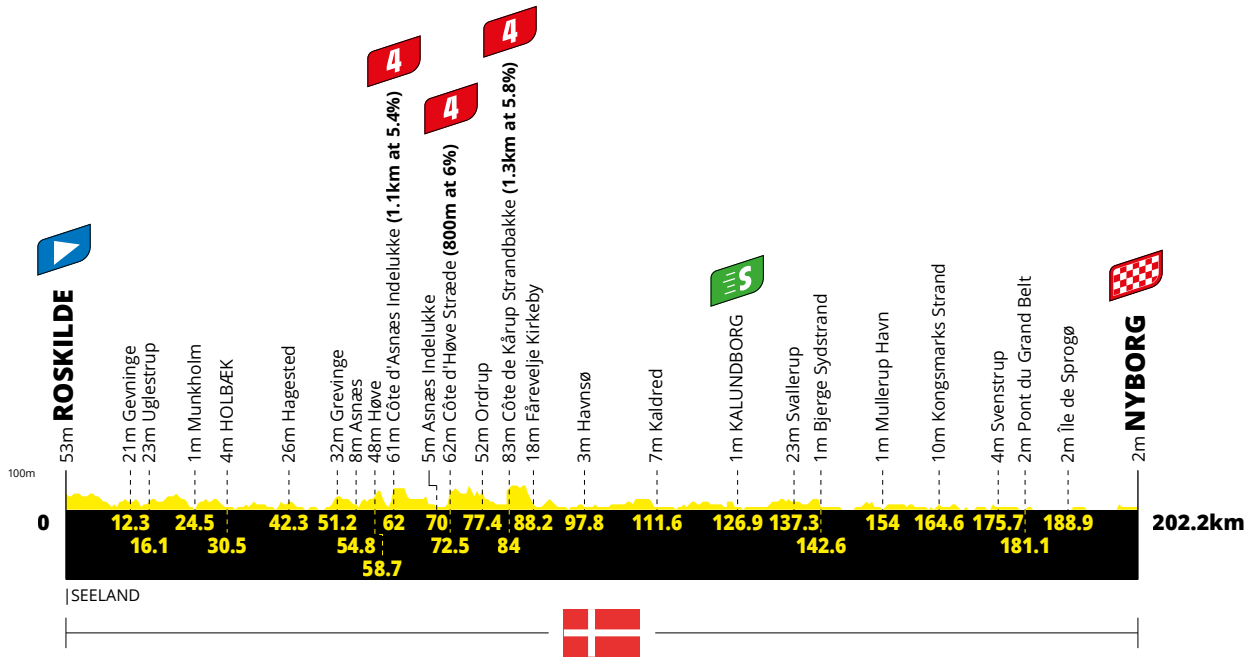 4
4
4
53m ROSKILDE
21m Gevninge
23m Uglestrup
1m Munkholm
4m HOLBÆK
26m Hagested
32m Grevinge
8m Asnæs
48m Høve
61m Côte d'Asnæs Indelukke (1.1km at 5.4%)
5m Asnæs Indelukke
62m Côte d'Høve Stræde (800m at 6%)
52m Ordrup
83m Côte de Kårup Strandbakke (1.3km at 5.8%)
18m Fårevelje Kirkeby
3m Havnsø
7m Kaldred
S
1m KALUNDBORG
23m Svallerup
1m Bjerge Sydstrand
1m Mullerup Havn
10m Kongsmarks Strand
4m Svenstrup
2m Pont du Grand Belt
2m Île de Sprogø
2m NYBORG
100m
0 12.3 24.5 42.3 51.2 62 70 77.4 88.2 97.8 111.6 126.9 137.3 154 164.6 175.7 188.9 202.2km
16.1 30.5 54.8 72.5 84 142.6 181.1
58.7
|SEELAND